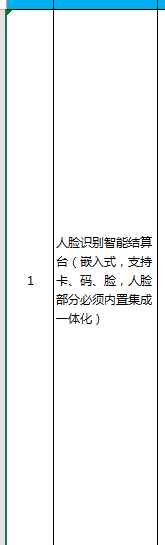 1
人脸识别智能结算
台（嵌入式，支持
卡、码、脸，人脸
部分必须内置集成
一体化）